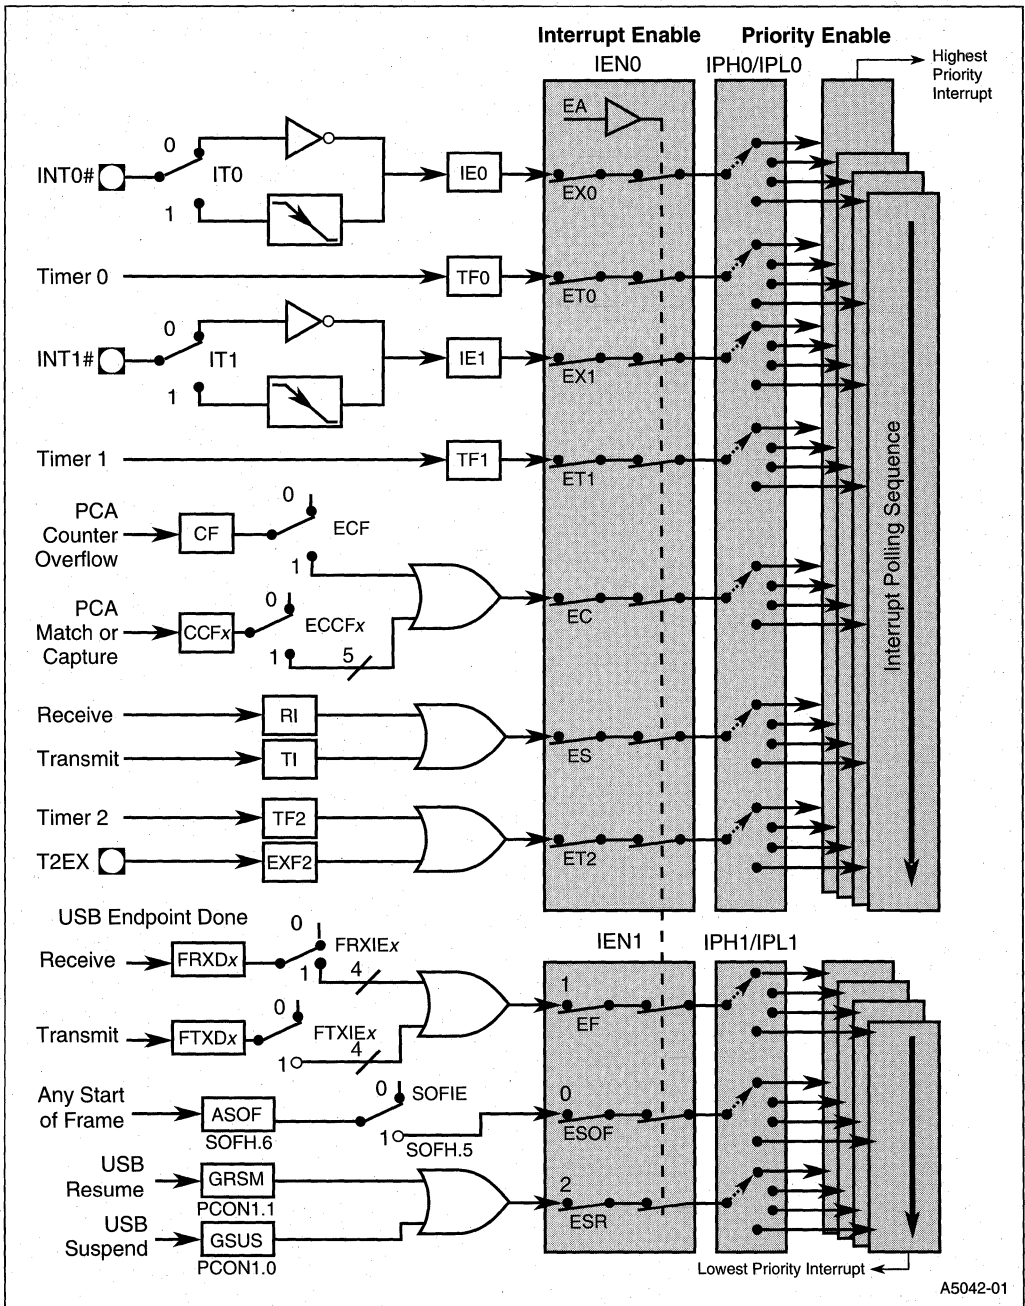 Interrupt Enable
Priority Enable
IEN0
IPH0/IPL0
Highest
Priority
Interrupt
EA
0
INT0#
IT0
1
IE0
EX0
Timer 0
TF0
ET0
0
INT1#
IT1
1
IE1
EX1
Timer 1
TF1
ET1
PCA
Counter
Overflow
CF
0
ECF
1
PCA
Match or
Capture
CCFx
0
ECCFx
1
5
EC
Interrupt Polling Sequence
Receive
RI
Transmit
TI
ES
Timer 2
TF2
T2EX
EXF2
ET2
USB Endpoint Done
IEN1
IPH1/IPL1
Receive
FRXDx
0
FRXIEx
1
4
Transmit
FTXDx
0
FTXIEx
1
4
1
EF
Any Start
of Frame
ASOF
SOFH.6
0
SOFIE
1
SOFH.5
0
ESOF
USB
Resume
GRSM
PCON1.1
USB
Suspend
GSUS
PCON1.0
2
ESR
Lowest Priority Interrupt
A5042-01